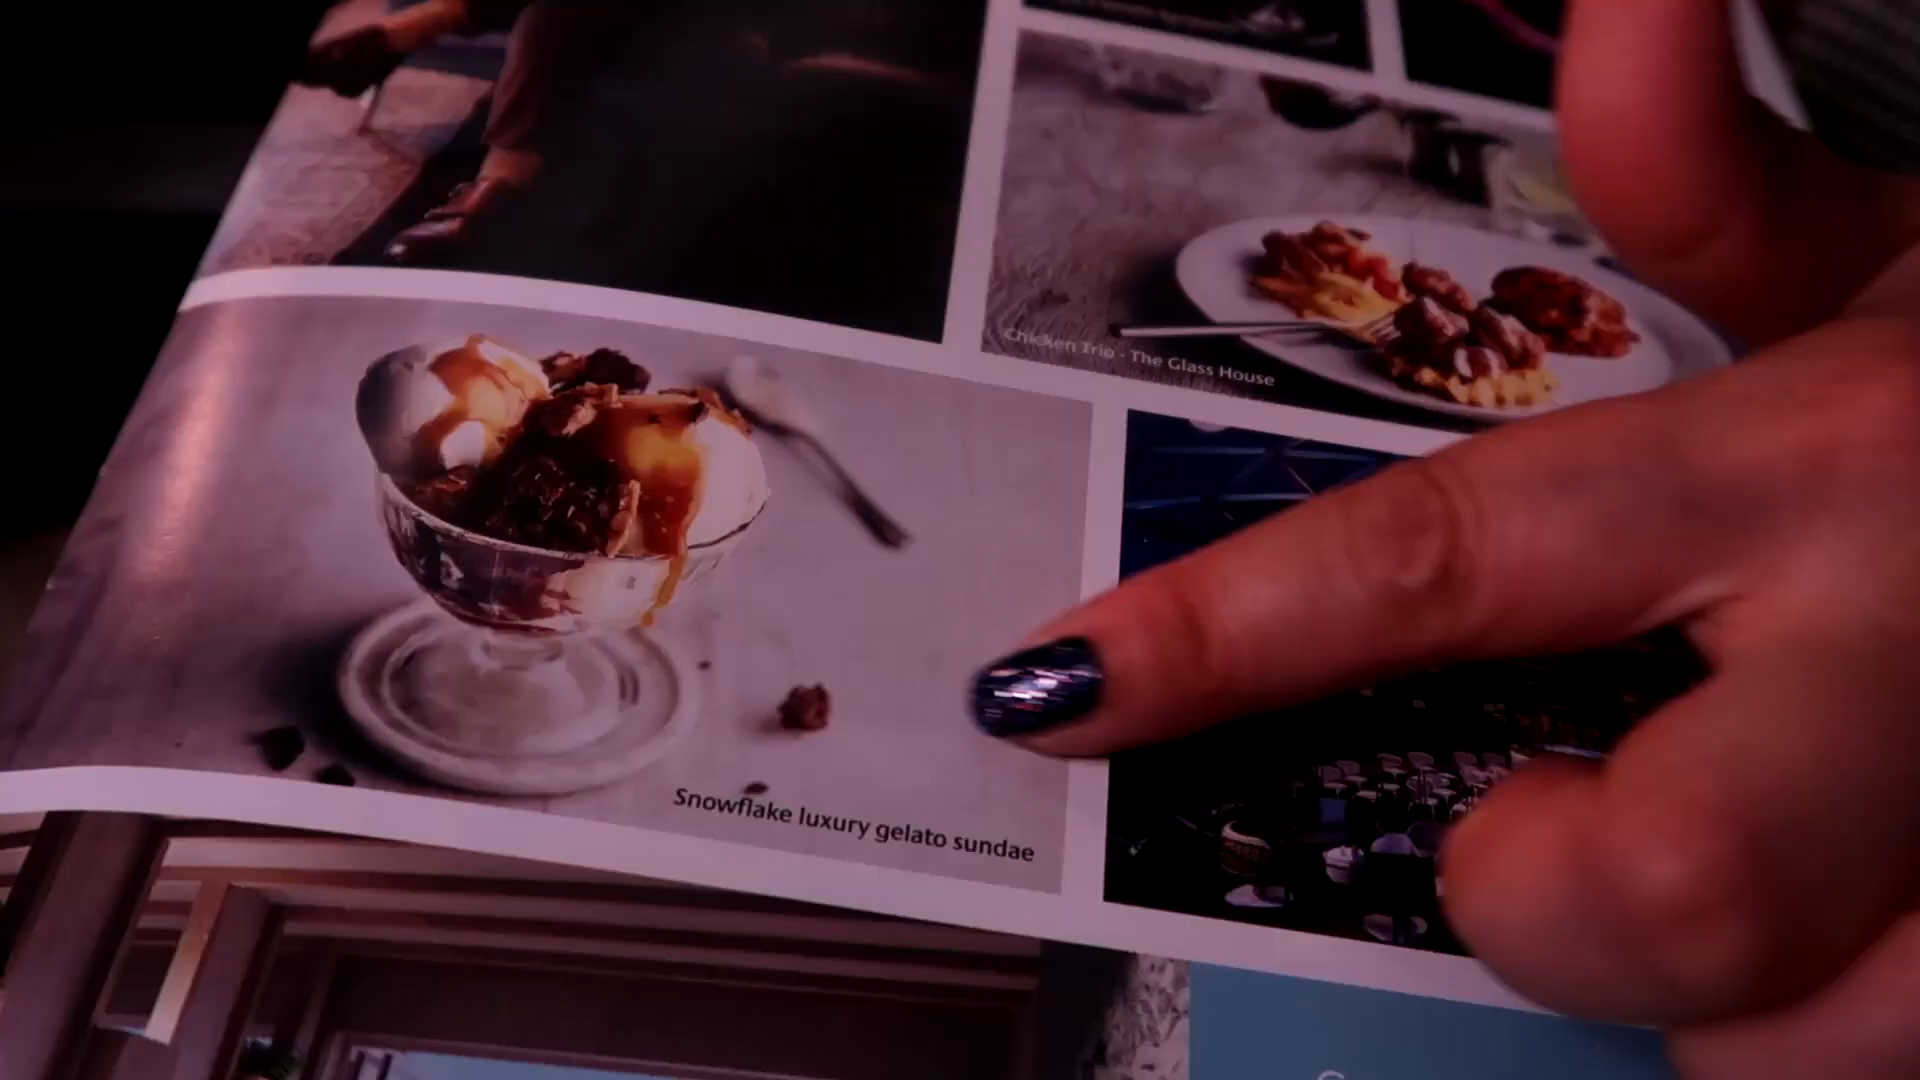 Chicken Trio - The Glass House
Snowflake luxury gelato sundae